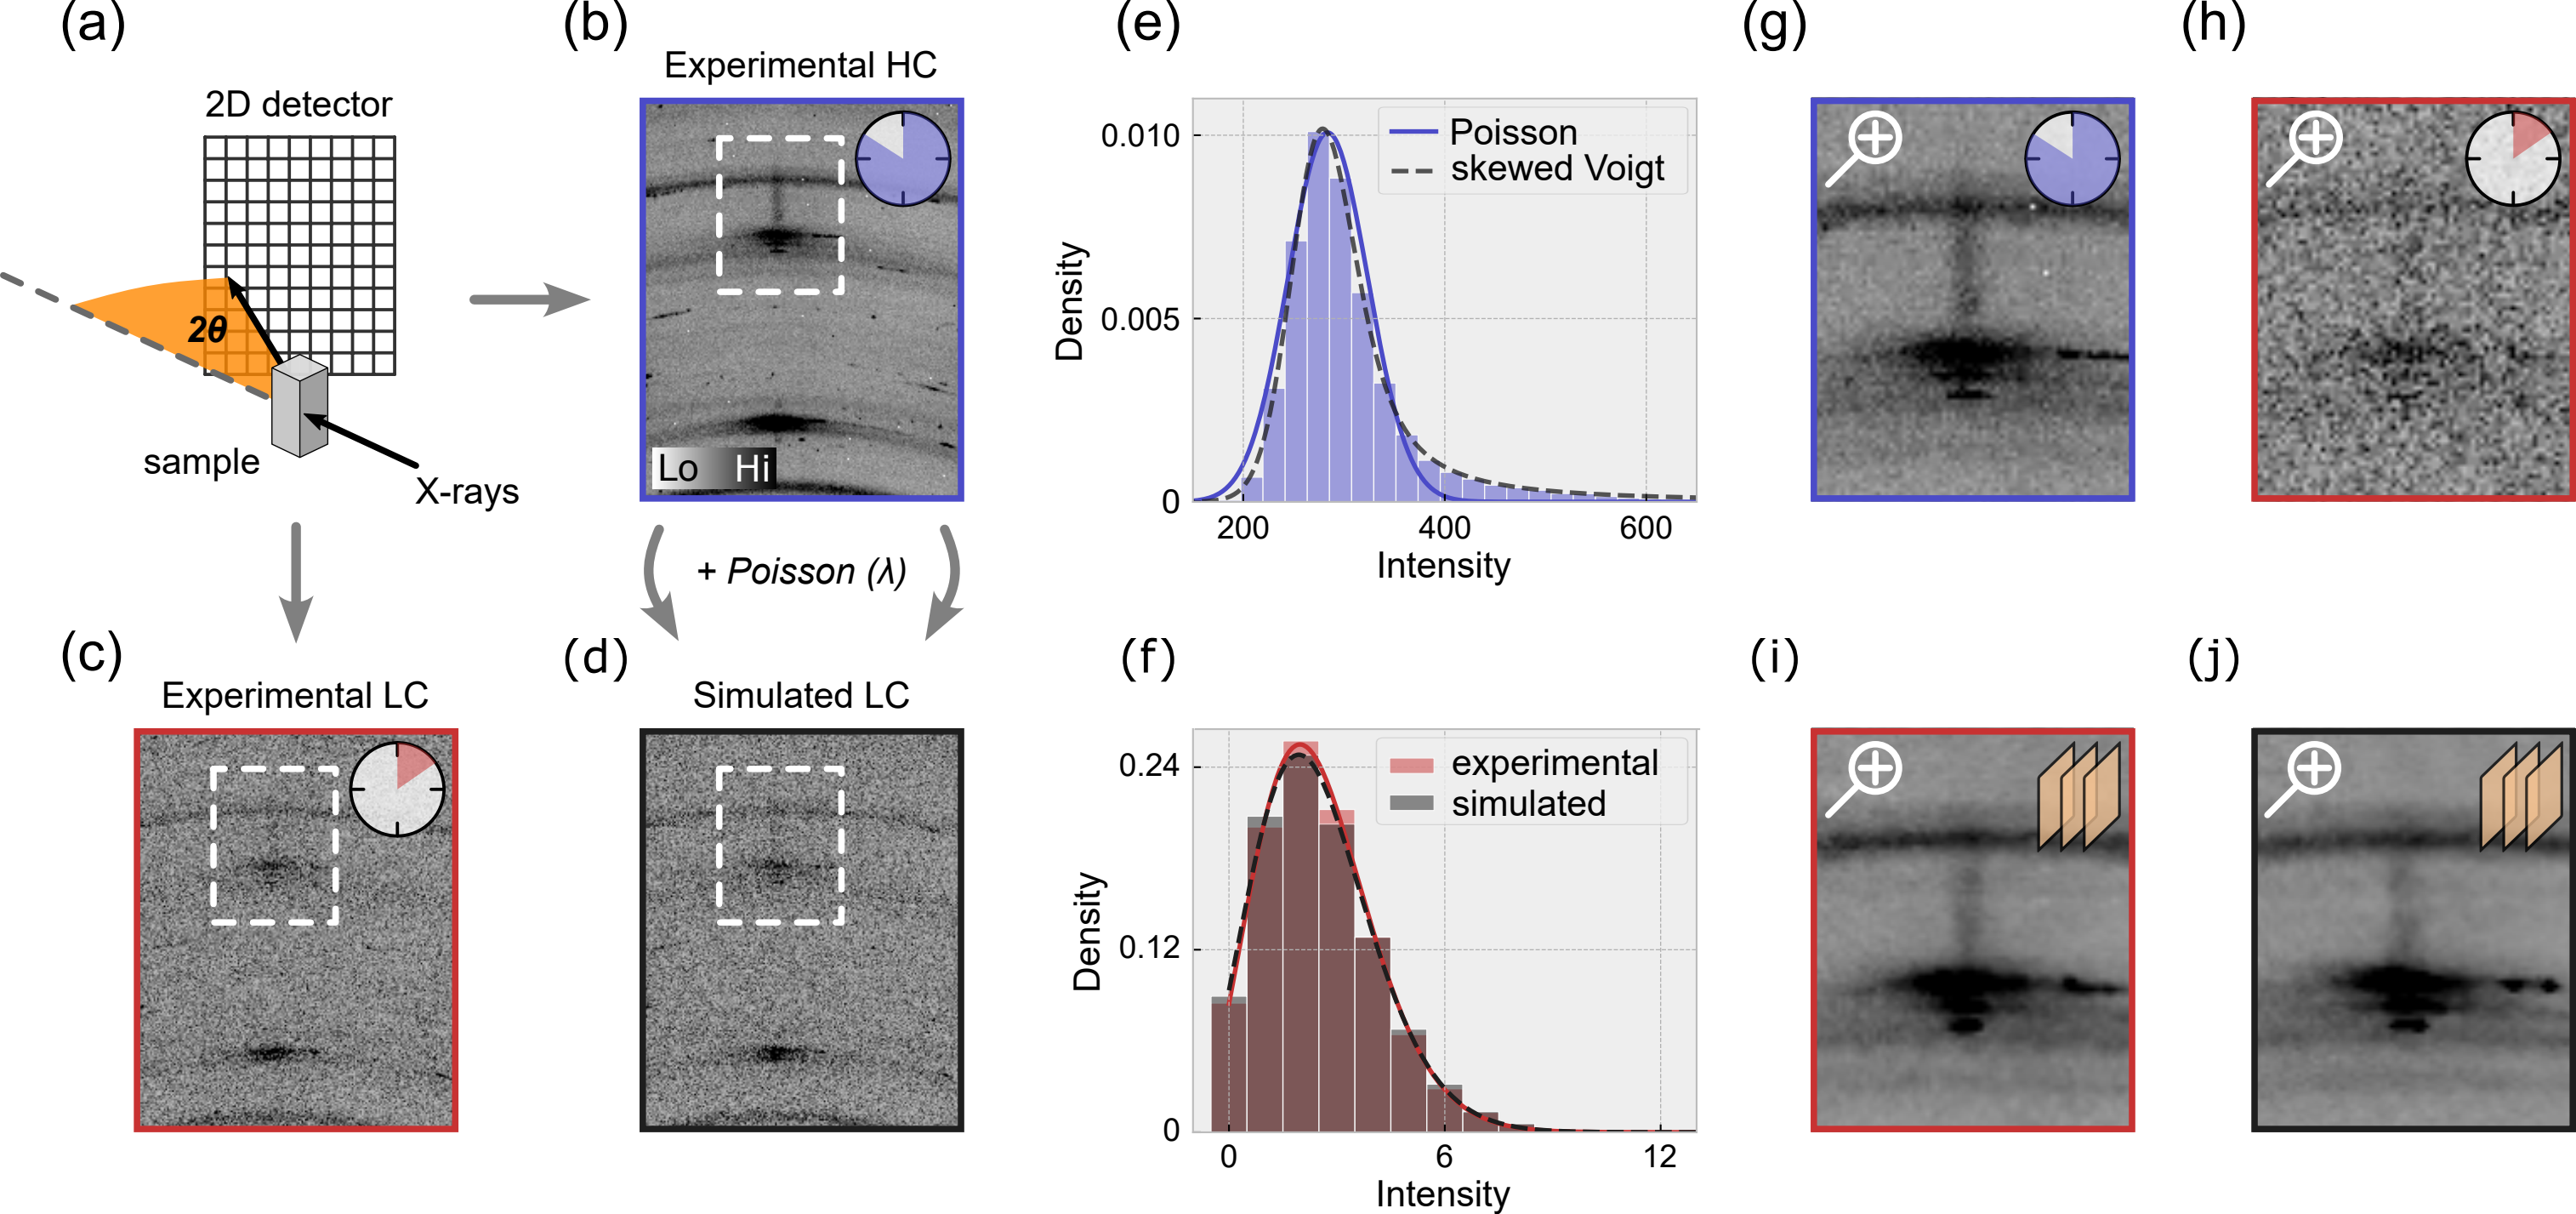 (a)
2D detector
2θ
sample
X-rays
(b)
Experimental HC
Lo Hi
+ Poisson (λ)
(c)
Experimental LC
(d)
Simulated LC
(e)
Poisson
skewed Voigt
0.010
0.005
0
Density
200 400 600
Intensity
(f)
experimental
simulated
0.24
0.12
0
Density
0 6 12
Intensity
(g)
(h)
(i)
(j)